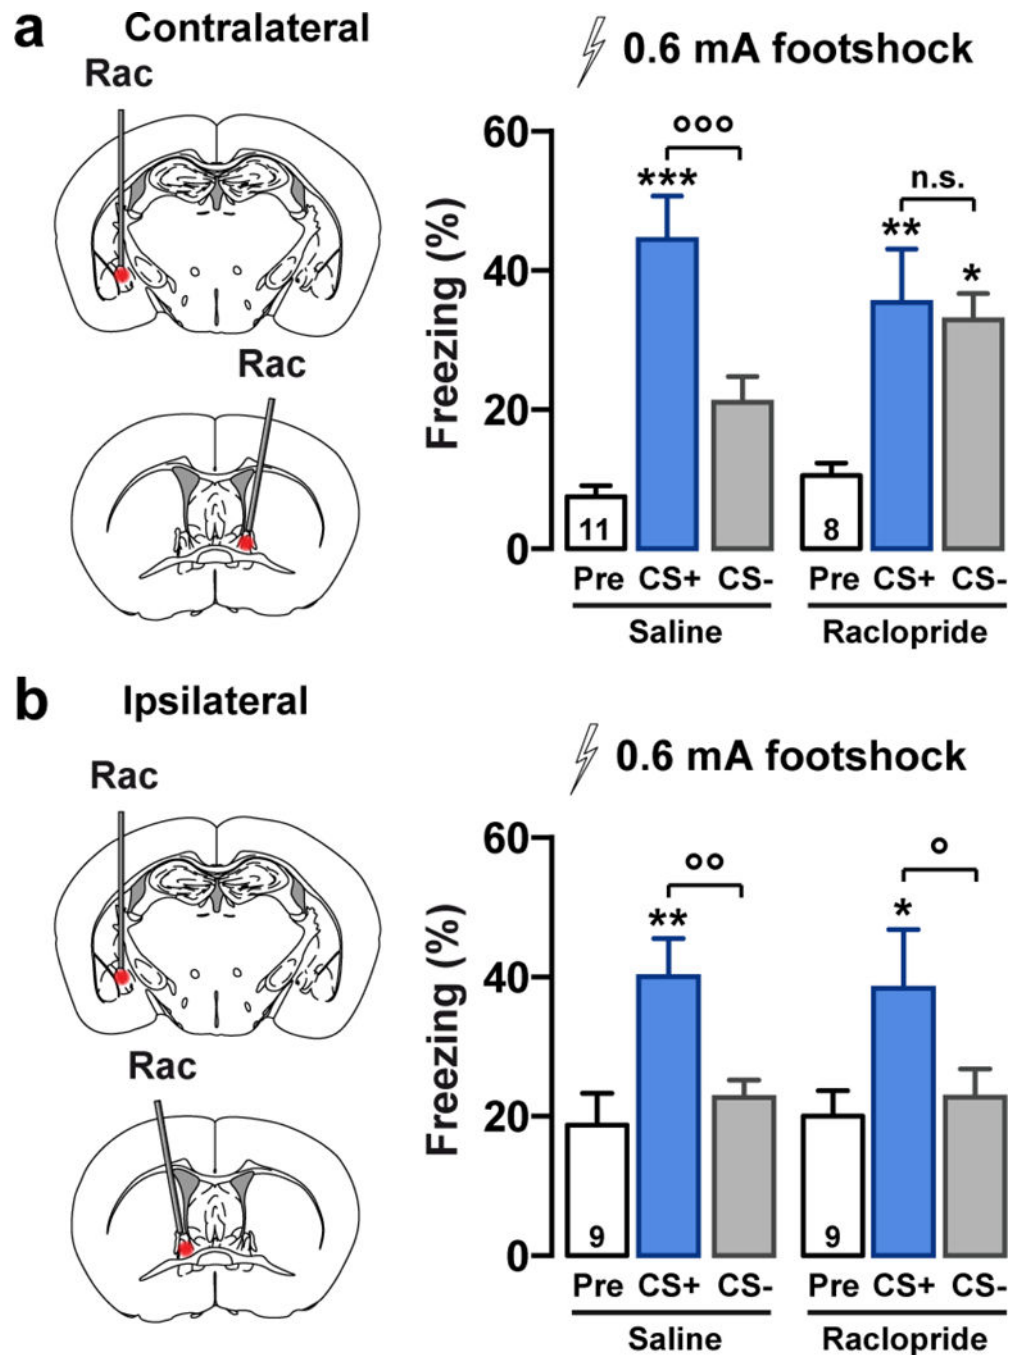 a
Contralateral
Rac
Rac
0.6 mA footshock
Freezing (%)
60
40
20
0
°°°
***
n.s.
**
*
11
8
Pre CS+ CS- Pre CS+ CS-
Saline Raclopride
b
Ipsilateral
Rac
Rac
0.6 mA footshock
Freezing (%)
60
40
20
0
°°
**
°
*
9
9
Pre CS+ CS- Pre CS+ CS-
Saline Raclopride